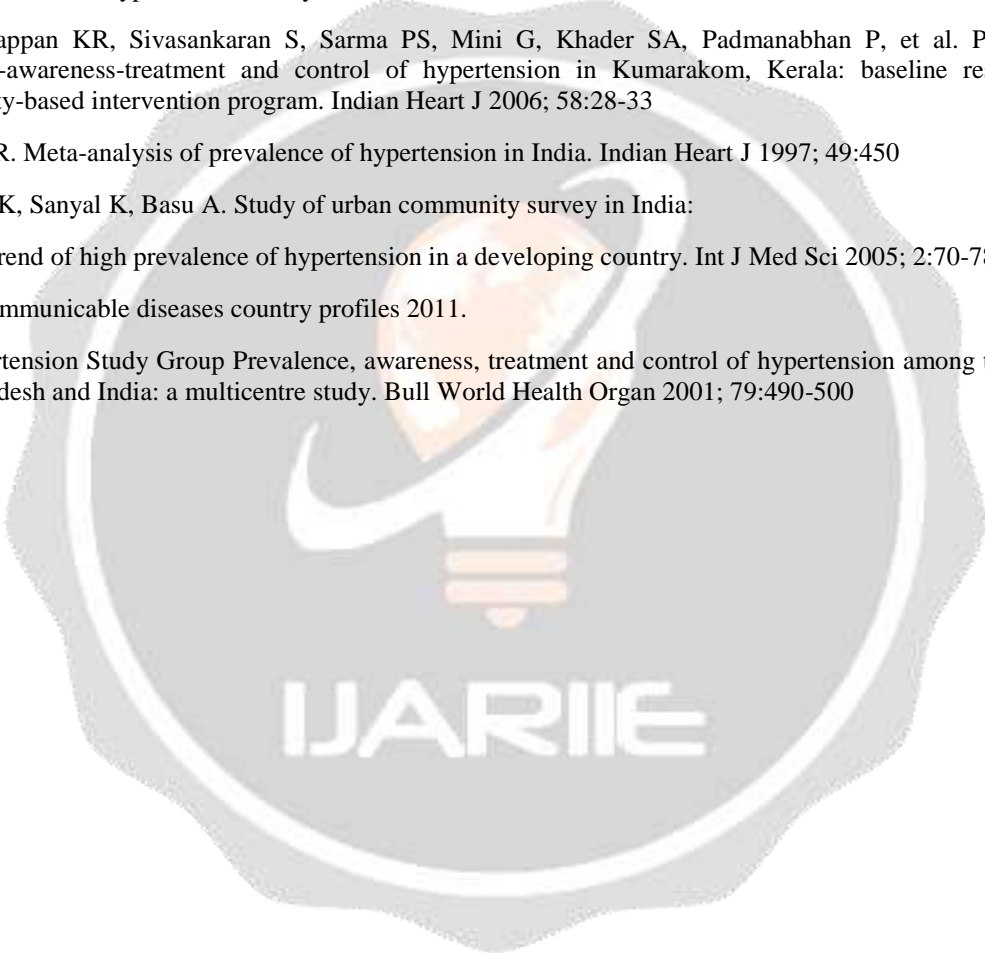 appan KR, Sivasankaran S, Sarma PS, Mini G, Khader SA, Padmanabhan P, et al. P
-awareness-treatment and control of hypertension in Kumarakom, Kerala: baseline res
ty-based intervention program. Indian Heart J 2006; 58:28-33
R. Meta-analysis of prevalence of hypertension in India. Indian Heart J 1997; 49:450
K, Sanyal K, Basu A. Study of urban community survey in India:
rend of high prevalence of hypertension in a developing country. Int J Med Sci 2005; 2:70-78
mmunicable diseases country profiles 2011.
rtension Study Group Prevalence, awareness, treatment and control of hypertension among t
desh and India: a multicentre study. Bull World Health Organ 2001; 79:490-500
IJARIIE